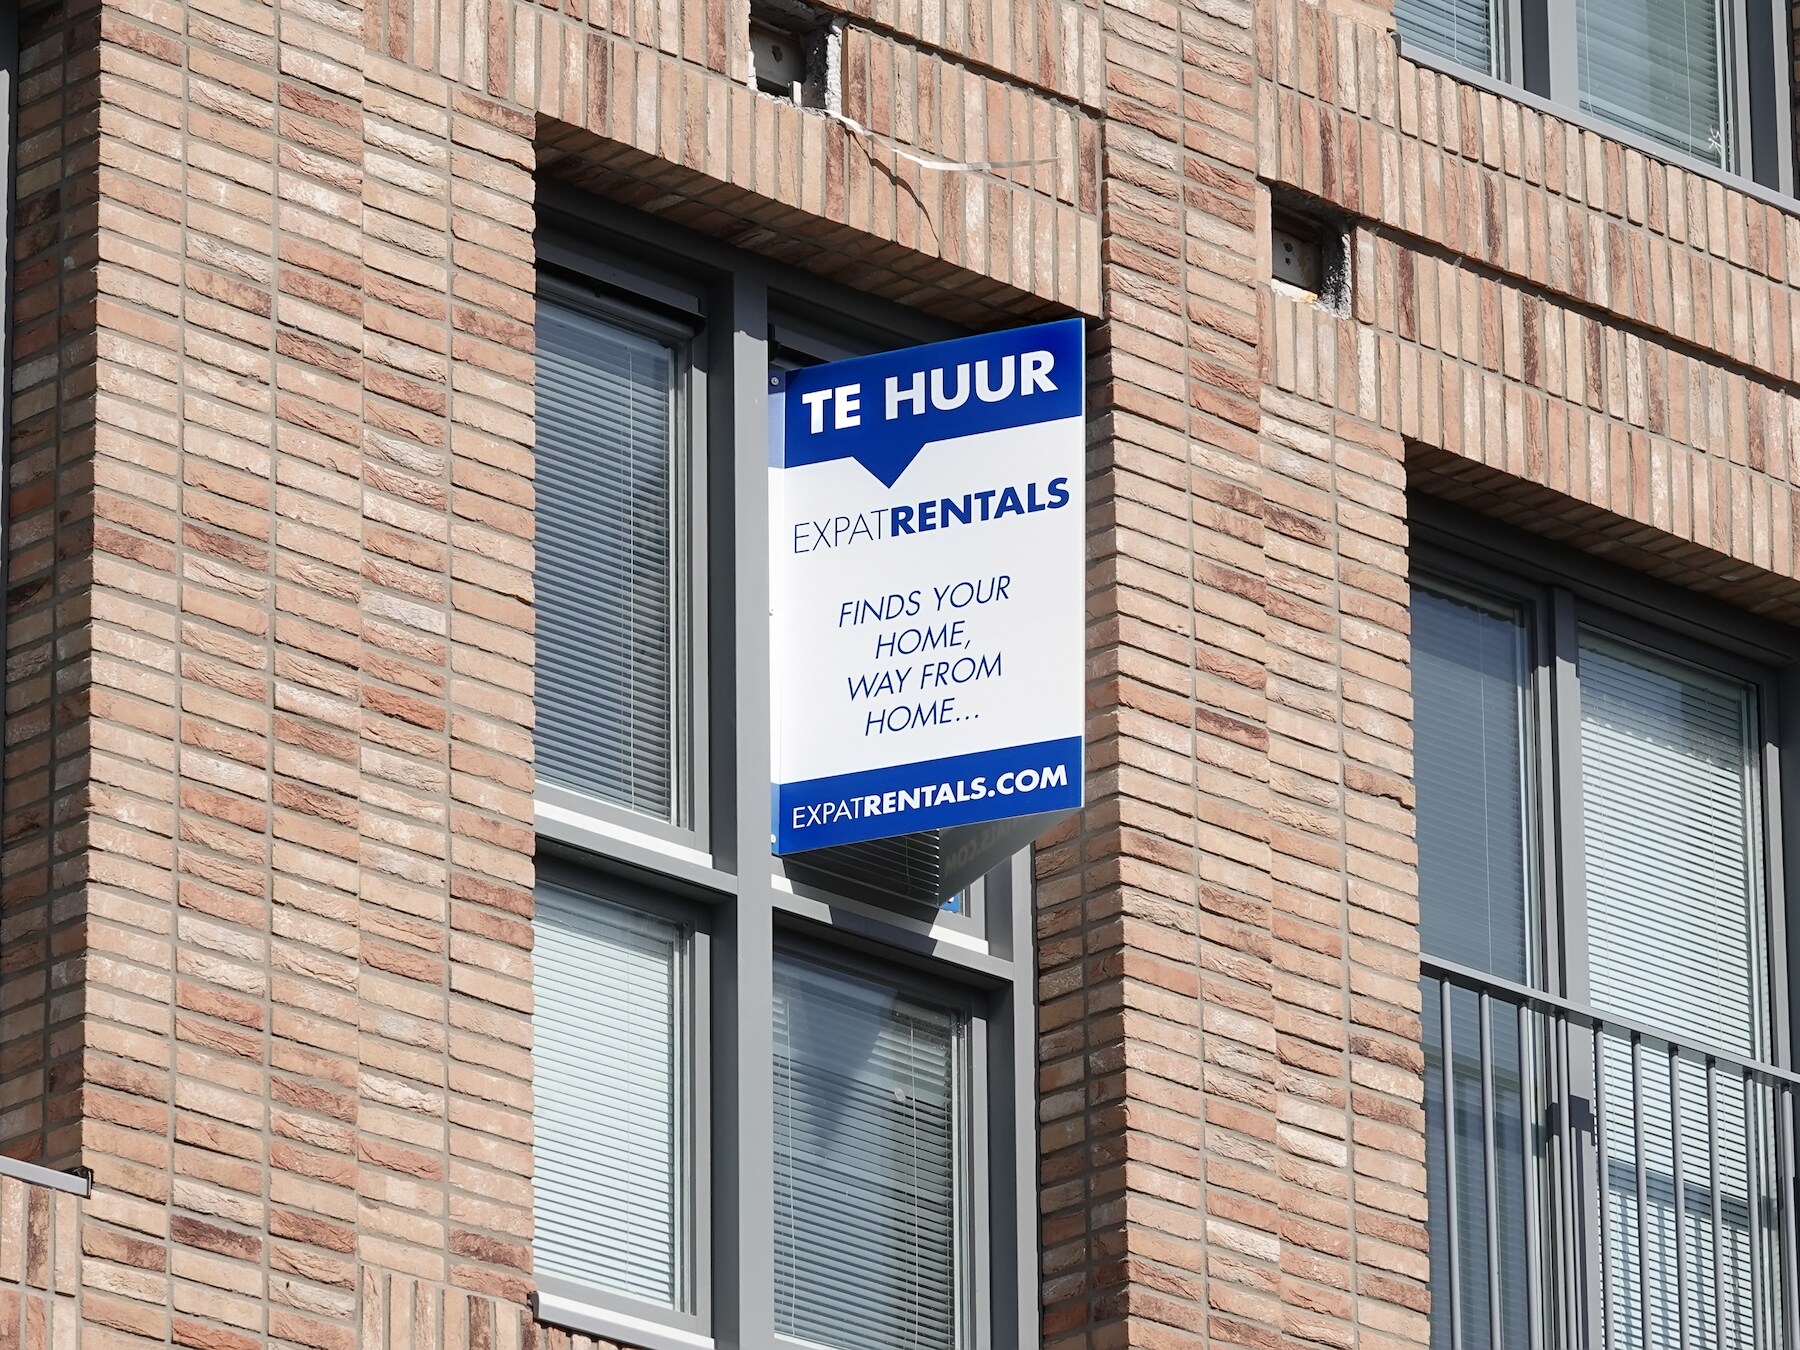 TE HUUR
EXPATRENTALS
FINDS YOUR
HOME,
WAY FROM
HOME...
EXPATRENTALS.COM